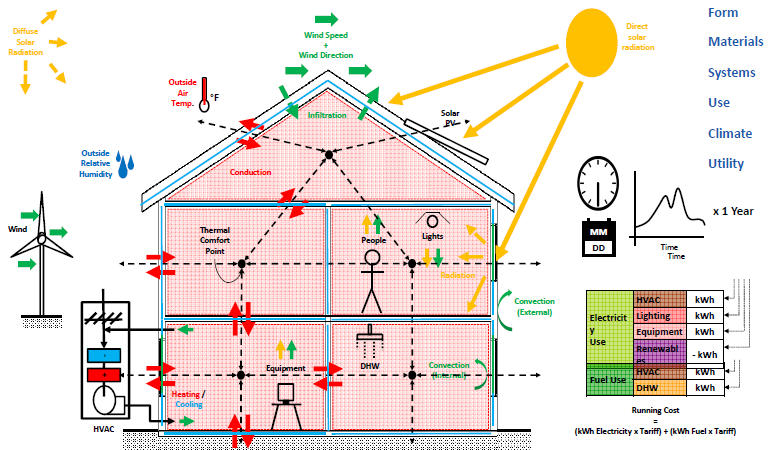 Diffuse
Solar
Radiation
Wind Speed
+
Wind Direction
Direct
solar
radiation
Form
Materials
Systems
Use
Climate
Utility
Outside
Air
Temp.
°F
Infiltration
Solar
PV
Outside
Relative
Humidity
Conduction
Wind
Thermal
Comfort
Point
People
Lights
Radiation
MM
DD
x 1 Year
Time
Time
Convection
(External)
Equipment
DHW
Convection
(Internal)
Heating /
Cooling
HVAC
Electricit
y
Use
HVAC
kWh
Lighting
kWh
Equipment
kWh
Renewabl
es
- kWh
Fuel Use
HVAC
kWh
DHW
kWh
Running Cost
=
(kWh Electricity x Tariff) + (kWh Fuel x Tariff)